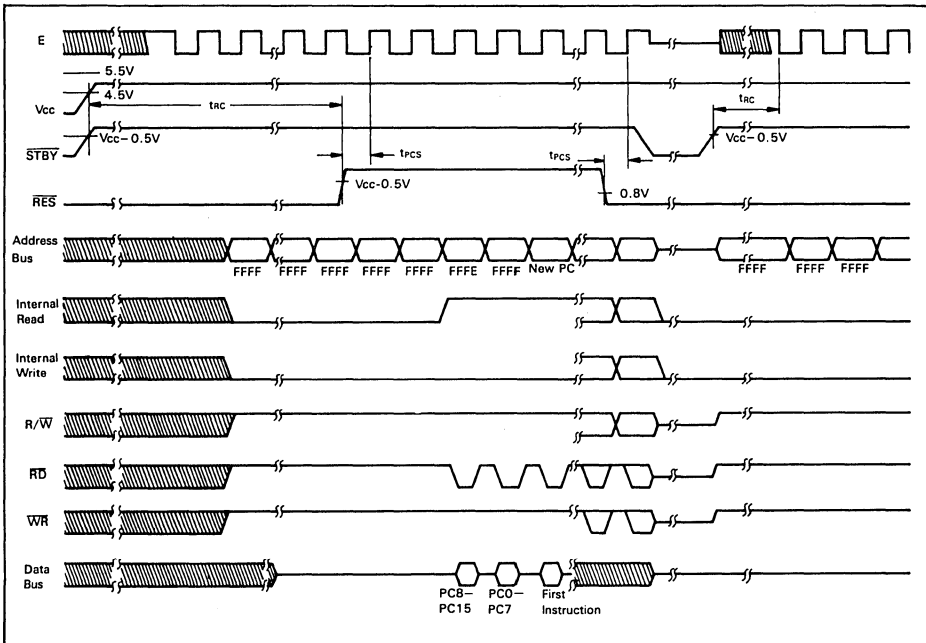 E
5.5V
4.5V
Vcc
tRC
tRC
Vcc-0.5V
Vcc-0.5V
STBY
tPCS
tPCS
Vcc-0.5V
0.8V
RES
Address
Bus
FFFF FFFF FFFF FFFF FFFF FFFE FFFF New PC FFFF FFFF FFFF
Internal
Read
Internal
Write
R/W
RD
WR
Data
Bus
PC8–
PC15
PC0–
PC7
First
Instruction